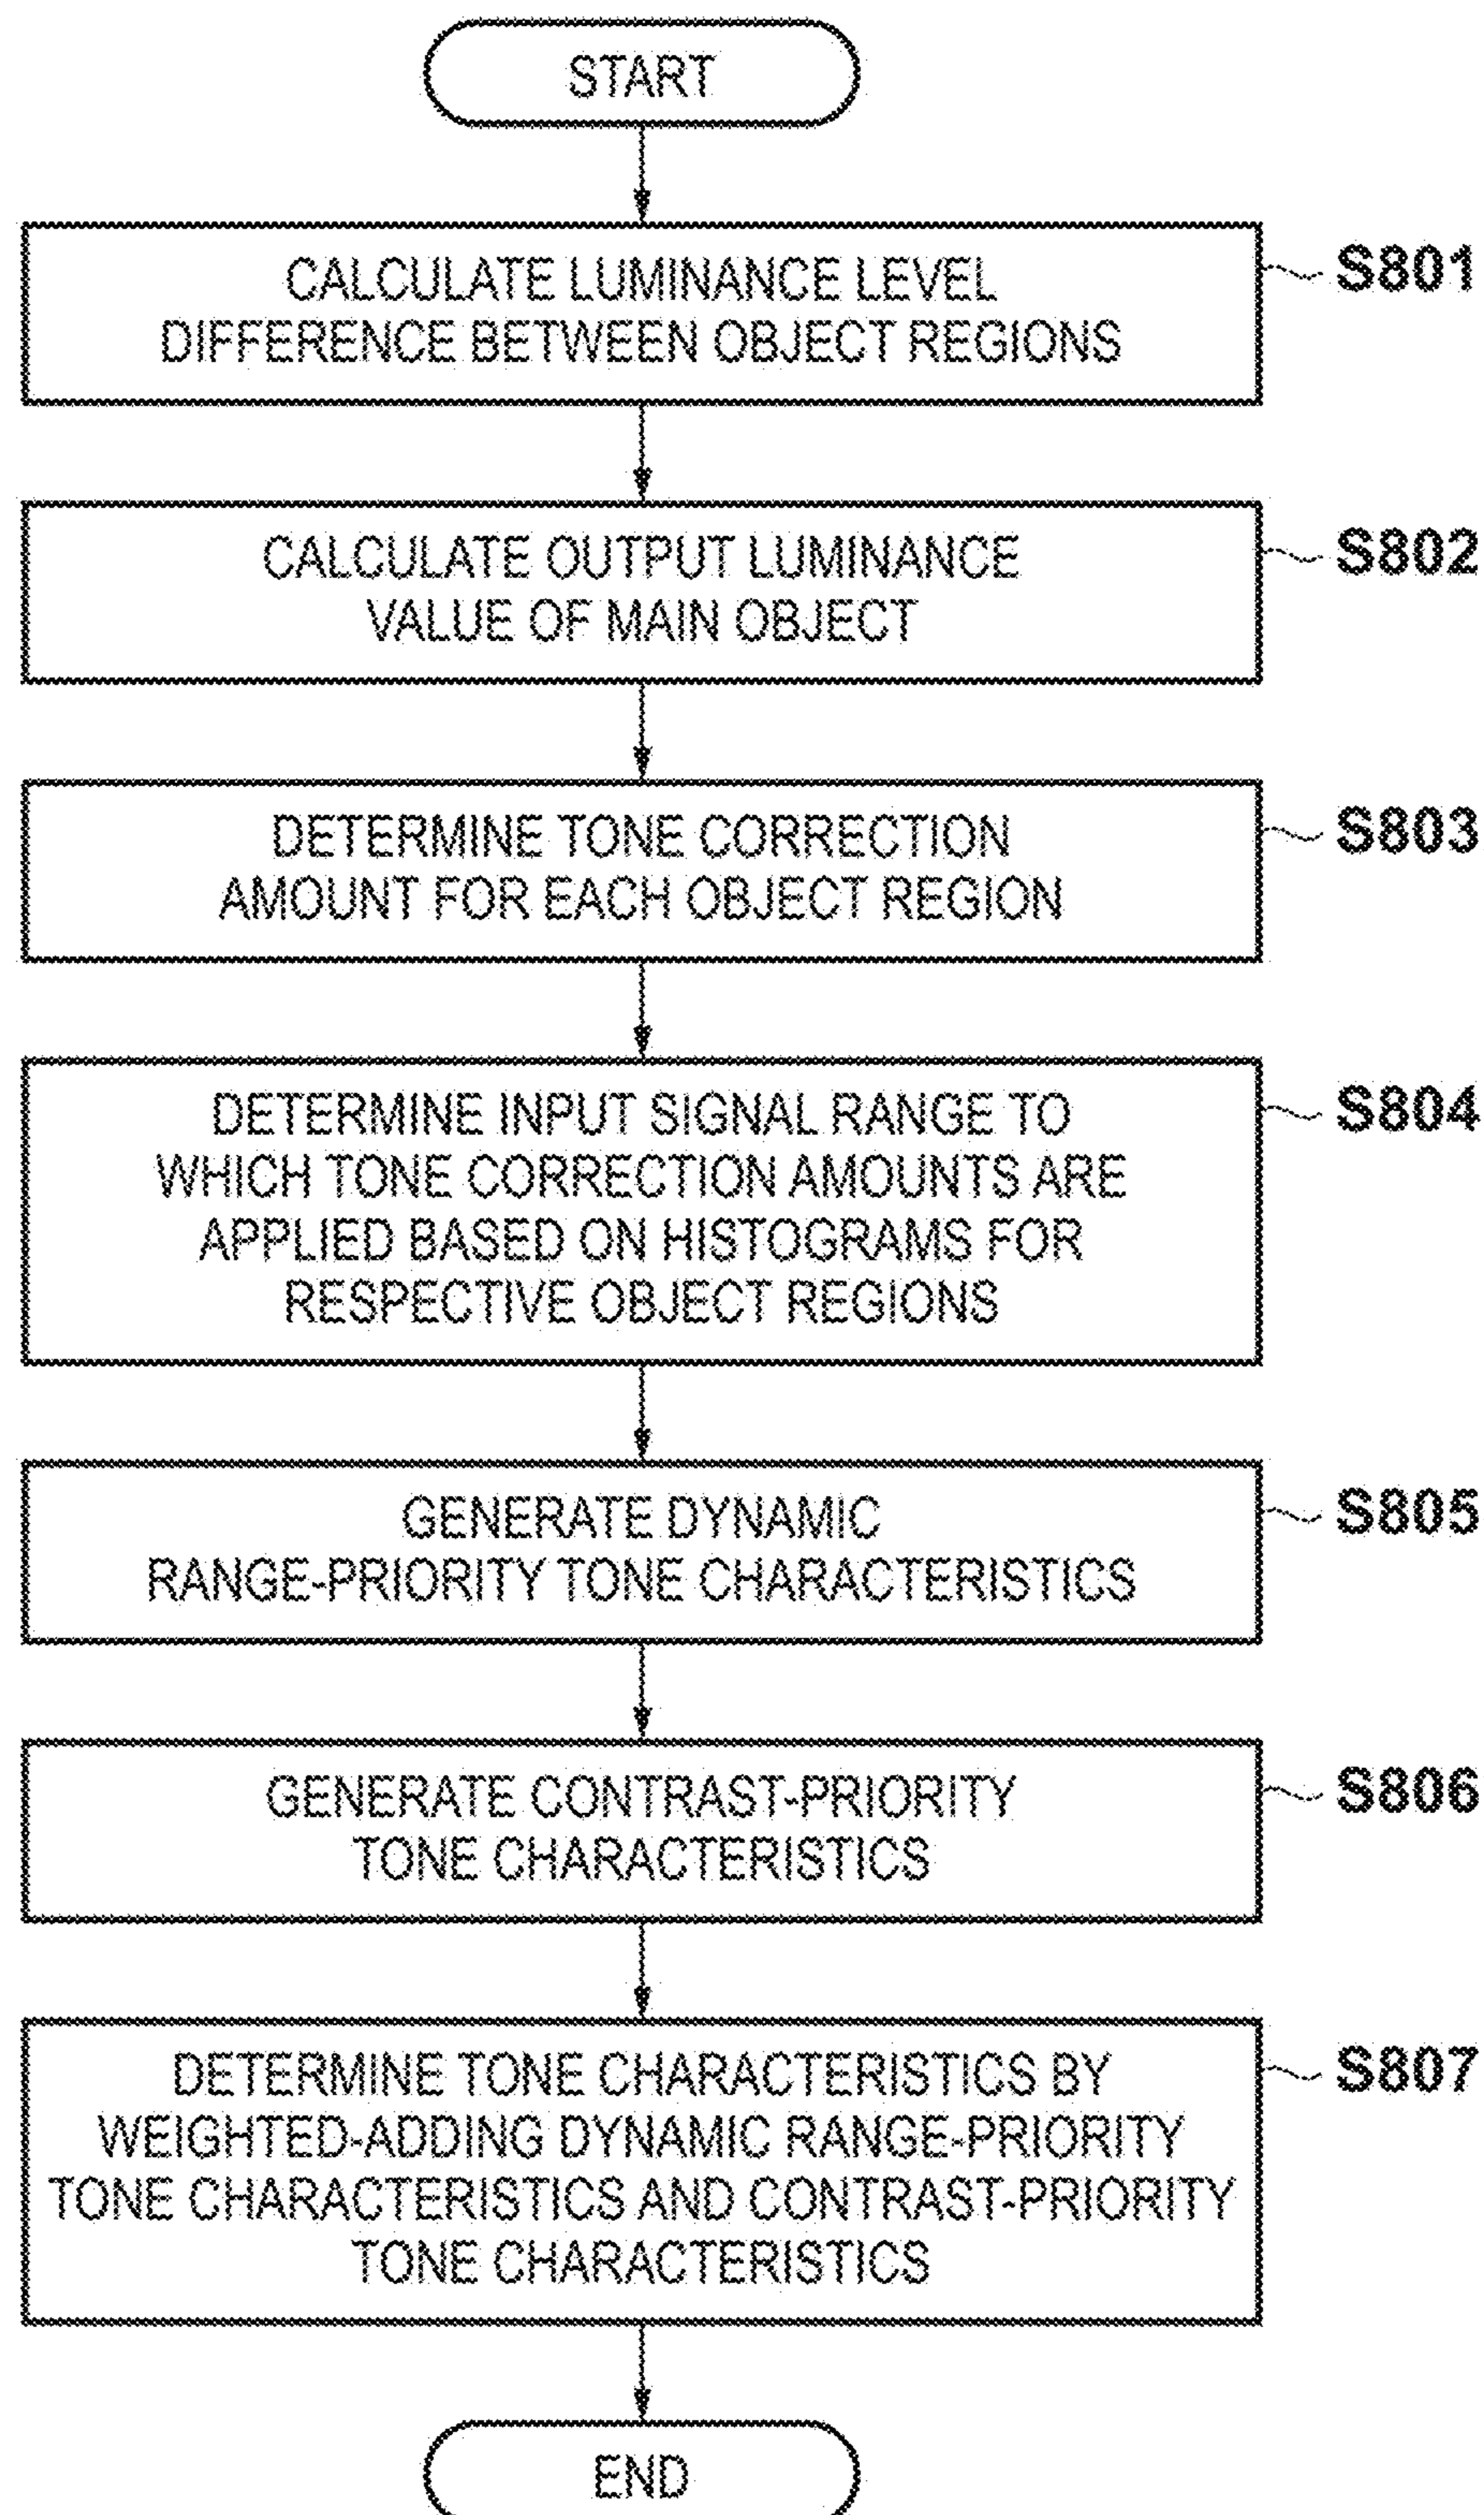 START
CALCULATE LUMINANCE LEVEL
DIFFERENCE BETWEEN OBJECT REGIONS
S801
CALCULATE OUTPUT LUMINANCE
VALUE OF MAIN OBJECT
S802
DETERMINE TONE CORRECTION
AMOUNT FOR EACH OBJECT REGION
S803
DETERMINE INPUT SIGNAL RANGE TO
WHICH TONE CORRECTION AMOUNTS ARE
APPLIED BASED ON HISTOGRAMS FOR
RESPECTIVE OBJECT REGIONS
S804
GENERATE DYNAMIC
RANGE-PRIORITY TONE CHARACTERISTICS
S805
GENERATE CONTRAST-PRIORITY
TONE CHARACTERISTICS
S806
DETERMINE TONE CHARACTERISTICS BY
WEIGHTED-ADDING DYNAMIC RANGE-PRIORITY
TONE CHARACTERISTICS AND CONTRAST-PRIORITY
TONE CHARACTERISTICS
S807
END